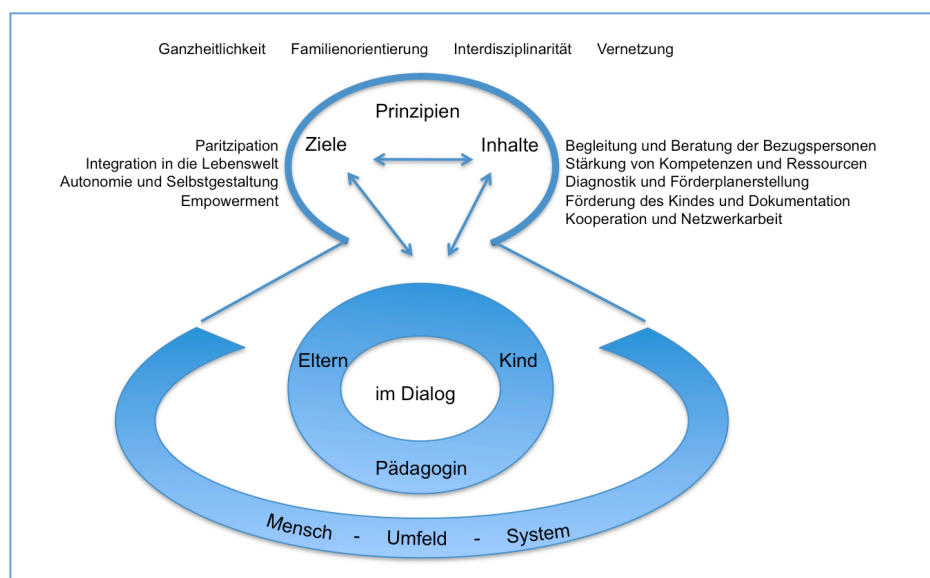 Ganzheitlichkeit Familienorientierung Interdisziplinarität Vernetzung
Prinzipien
Ziele
Inhalte
Paritzipation
Integration in die Lebenswelt
Autonomie und Selbstgestaltung
Empowerment
Begleitung und Beratung der Bezugspersonen
Stärkung von Kompetenzen und Ressourcen
Diagnostik und Förderplanerstellung
Förderung des Kindes und Dokumentation
Kooperation und Netzwerkarbeit
Eltern
Kind
im Dialog
Pädagogin
Mensch - Umfeld - System